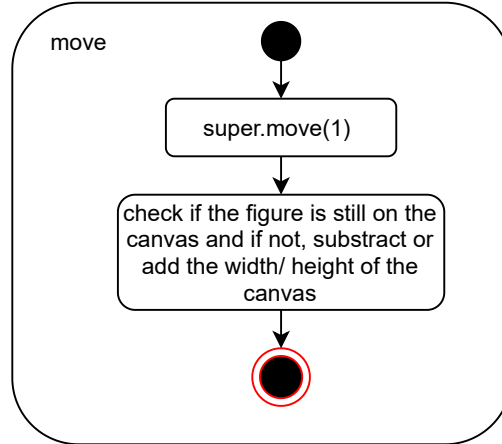 move
super.move(1)
check if the figure is still on the
canvas and if not, substract or
add the width/ height of the
canvas